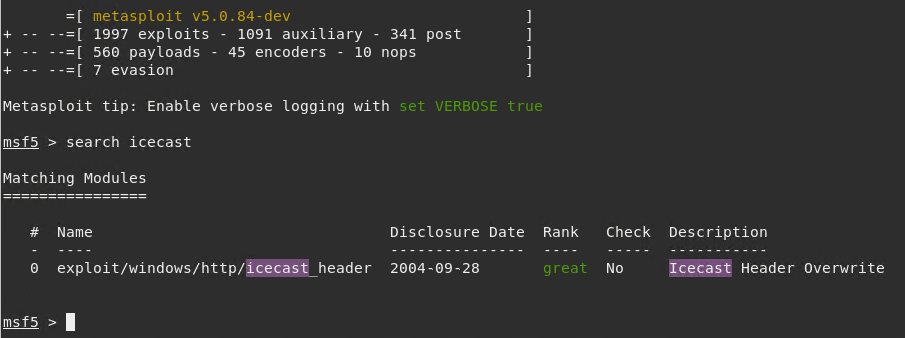 =[ metasploit v5.0.84-dev ]
+ -- --=[ 1997 exploits - 1091 auxiliary - 341 post ]
+ -- --=[ 560 payloads - 45 encoders - 10 nops ]
+ -- --=[ 7 evasion ]
Metasploit tip: Enable verbose logging with set VERBOSE true
msf5 > search icecast
Matching Modules
================
# Name Disclosure Date Rank Check Description
- ---- --------------- ---- ----- -----------
0 exploit/windows/http/icecast_header 2004-09-28 great No Icecast Header Overwrite
msf5 >